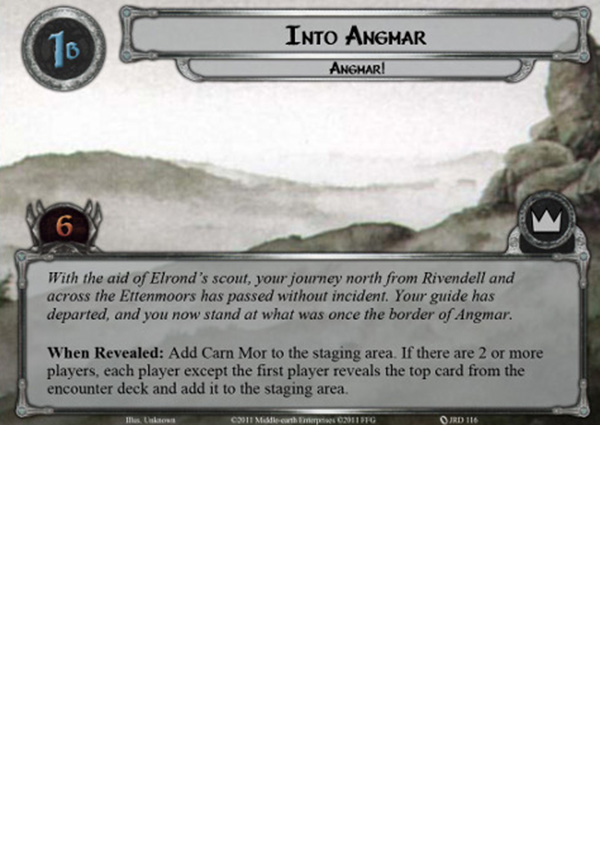 1B
Into Angmar
Angmar!
6
With the aid of Elrond's scout, your journey north from Rivendell and
across the Ettenmoors has passed without incident. Your guide has
departed, and you now stand at what was once the border of Angmar.
When Revealed: Add Carn Mor to the staging area. If there are 2 or more
players, each player except the first player reveals the top card from the
encounter deck and add it to the staging area.
Illus. Unknown ©2011 Middle-earth Enterprises ©2011 FFG JRD 116